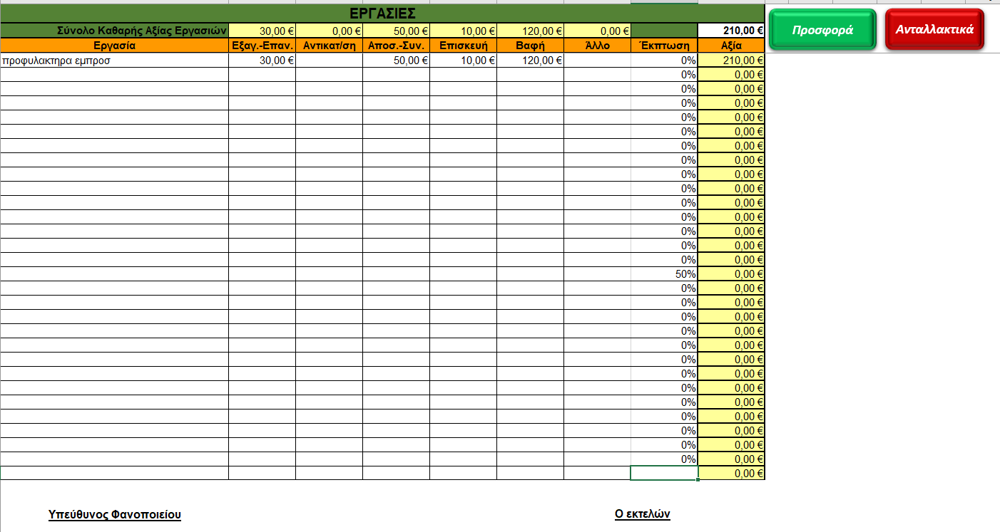 ΕΡΓΑΣΙΕΣ
Σύνολο Καθαρής Αξίας Εργασιών 30,00 € 0,00 € 50,00 € 10,00 € 120,00 € 0,00 € 210,00 € Προσφορά Ανταλλακτικά
Εργασία Εξαγ.-Επαν. Αντικατ/ση Αποσ.-Συν. Επισκευή Βαφή Άλλο Έκπτωση Αξία
προφυλακτηρα εμπροσ 30,00 € 50,00 € 10,00 € 120,00 € 0% 210,00 €
0% 0,00 €
0% 0,00 €
0% 0,00 €
0% 0,00 €
0% 0,00 €
0% 0,00 €
0% 0,00 €
0% 0,00 €
0% 0,00 €
0% 0,00 €
0% 0,00 €
0% 0,00 €
0% 0,00 €
0% 0,00 €
50% 0,00 €
0% 0,00 €
0% 0,00 €
0% 0,00 €
0% 0,00 €
0% 0,00 €
0% 0,00 €
0% 0,00 €
0% 0,00 €
0% 0,00 €
0% 0,00 €
0% 0,00 €
0% 0,00 €
0% 0,00 €
0,00 €
Υπεύθυνος Φανοποιείου Ο εκτελών